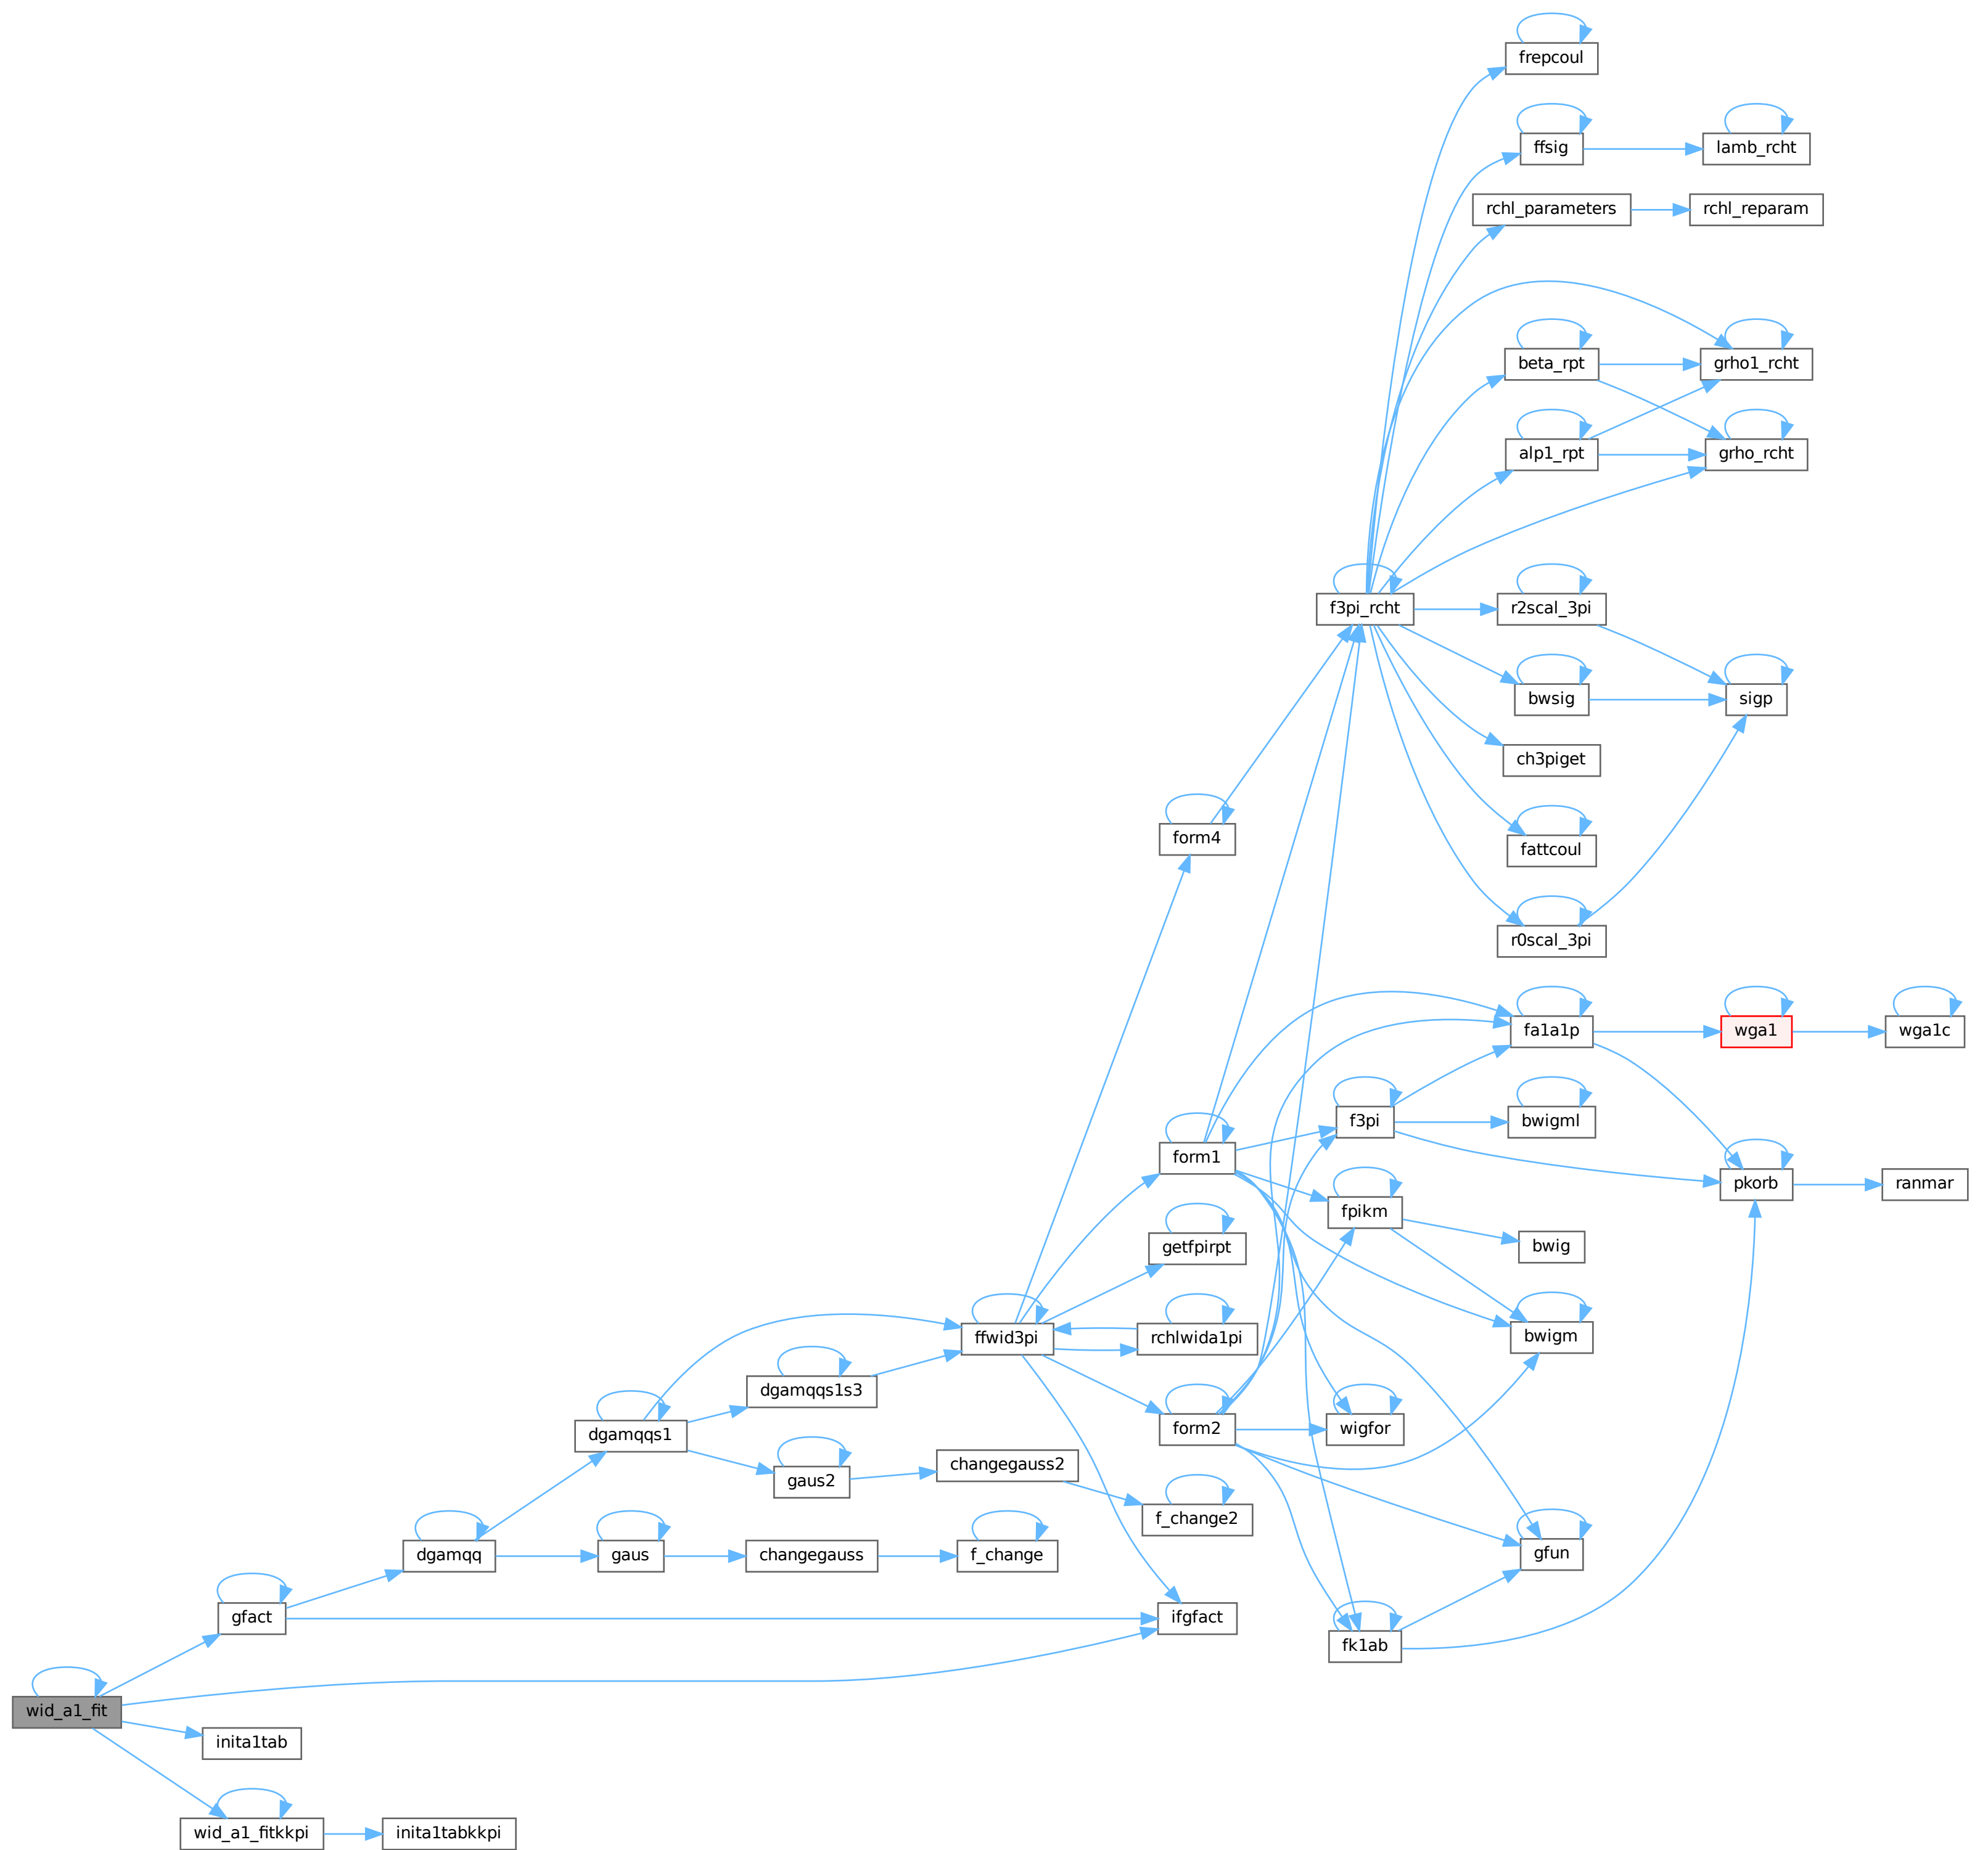 frepcoul
ffsig
lamb_rcht
rchl_parameters
rchl_reparam
beta_rpt
grho1_rcht
alp1_rpt
grho_rcht
f3pi_rcht
r2scal_3pi
bwsig
sigp
ch3piget
form4
fattcoul
r0scal_3pi
fa1a1p
wga1
wga1c
f3pi
bwigml
form1
pkorb
ranmar
fpikm
getfpirpt
bwig
ffwid3pi
rchlwida1pi
bwigm
dgamqqs1s3
dgamqqs1
form2
wigfor
changegauss2
gaus2
f_change2
dgamqq
gaus
changegauss
f_change
gfun
gfact
ifgfact
fk1ab
wid_a1_fit
inita1tab
wid_a1_fitkkpi
inita1tabkkpi